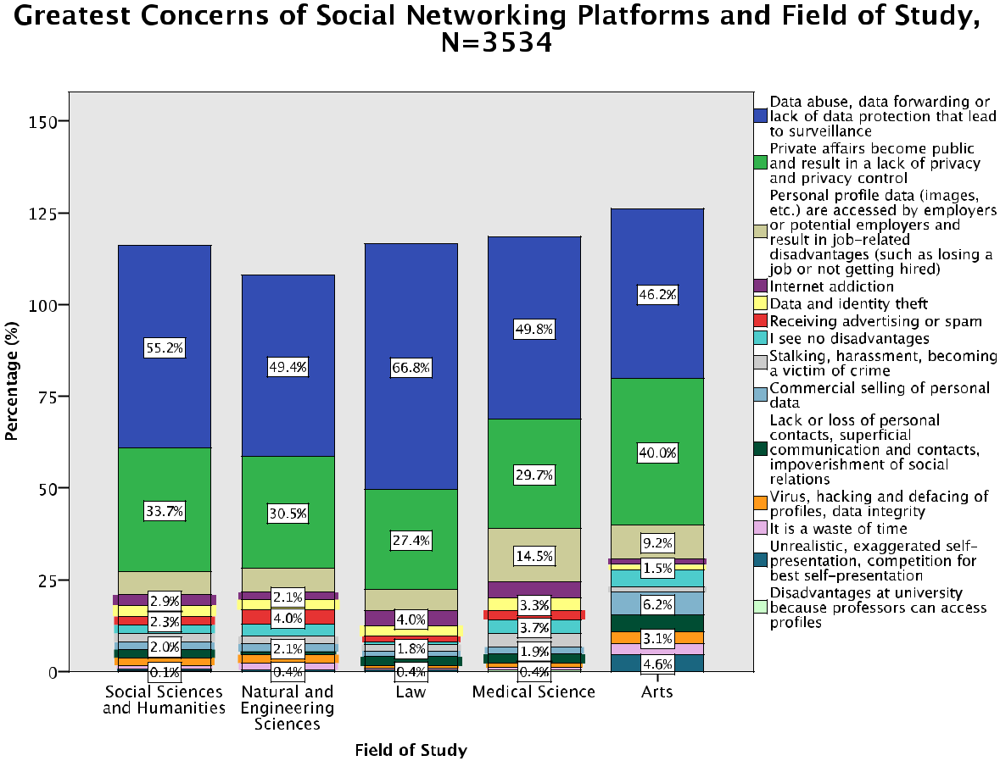 Greatest Concerns of Social Networking Platforms and Field of Study,
N=3534
150
125
100
75
50
25
0
Percentage (%)
55.2%
33.7%
2.9%
2.3%
2.0%
0.1%
49.4%
30.5%
2.1%
4.0%
2.1%
0.4%
66.8%
27.4%
4.0%
1.8%
0.4%
49.8%
29.7%
14.5%
3.3%
3.7%
1.9%
0.4%
46.2%
40.0%
9.2%
1.5%
6.2%
3.1%
4.6%
Social Sciences
and Humanities
Natural and
Engineering
Sciences
Law
Medical Science
Arts
Field of Study
Data abuse, data forwarding or
lack of data protection that lead
to surveillance
Private affairs become public
and result in a lack of privacy
and privacy control
Personal profile data (images,
etc.) are accessed by employers
or potential employers and
result in job-related
disadvantages (such as losing a
job or not getting hired)
Internet addiction
Data and identity theft
Receiving advertising or spam
I see no disadvantages
Stalking, harassment, becoming
a victim of crime
Commercial selling of personal
data
Lack or loss of personal
contacts, superficial
communication and contacts,
impoverishment of social
relations
Virus, hacking and defacing of
profiles, data integrity
It is a waste of time
Unrealistic, exaggerated self-
presentation, competition for
best self-presentation
Disadvantages at university
because professors can access
profiles